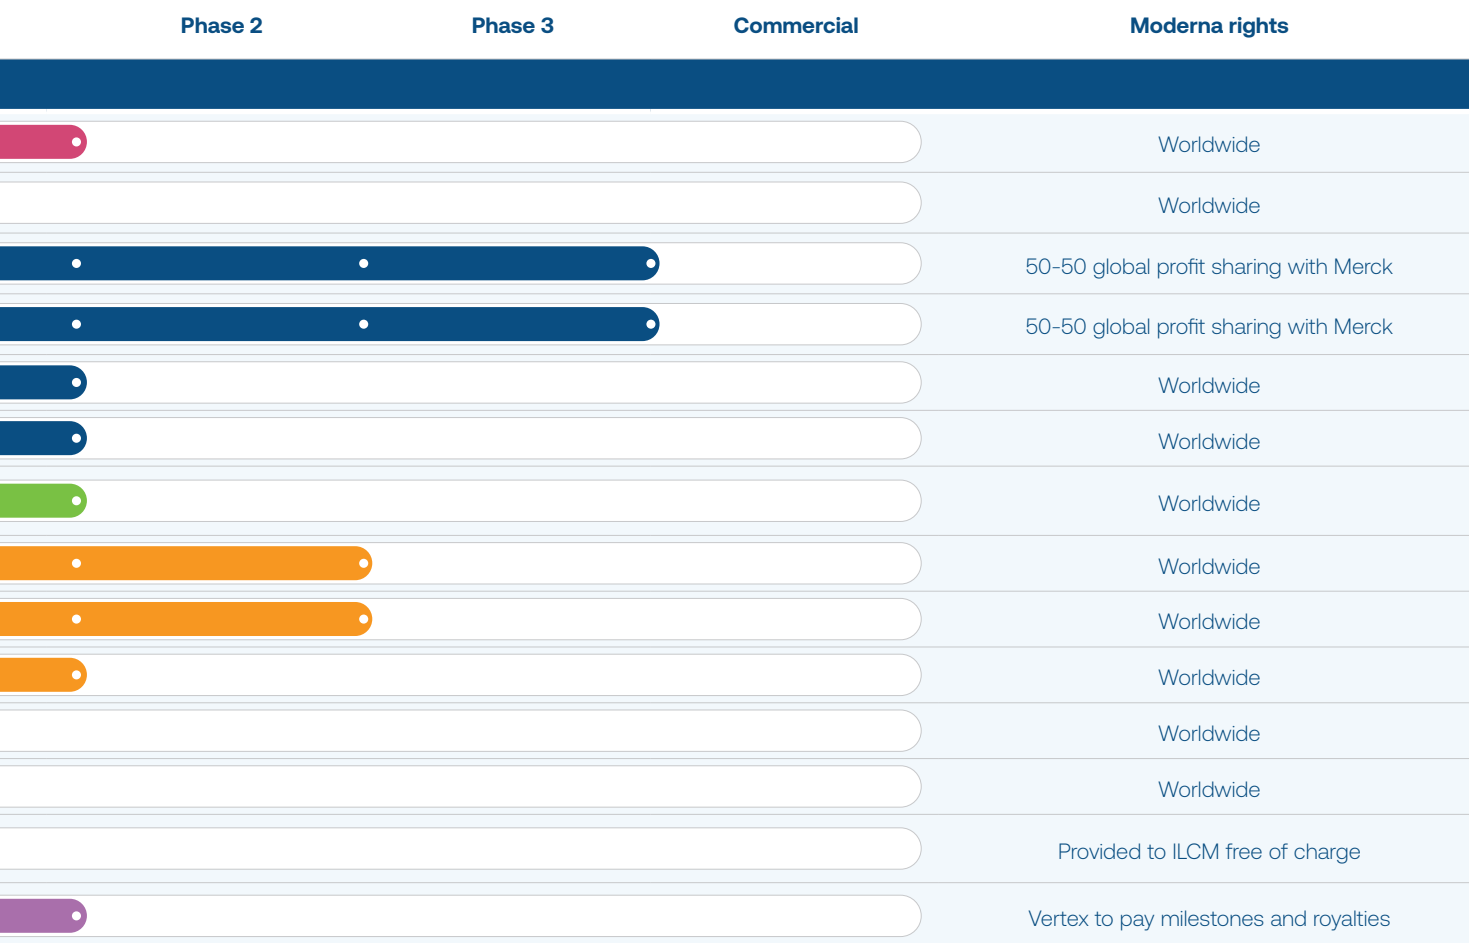 Phase 2 Phase 3 Commercial Moderna rights
Worldwide
Worldwide
50-50 global profit sharing with Merck
50-50 global profit sharing with Merck
Worldwide
Worldwide
Worldwide
Worldwide
Worldwide
Worldwide
Worldwide
Worldwide
Provided to ILCM free of charge
Vertex to pay milestones and royalties